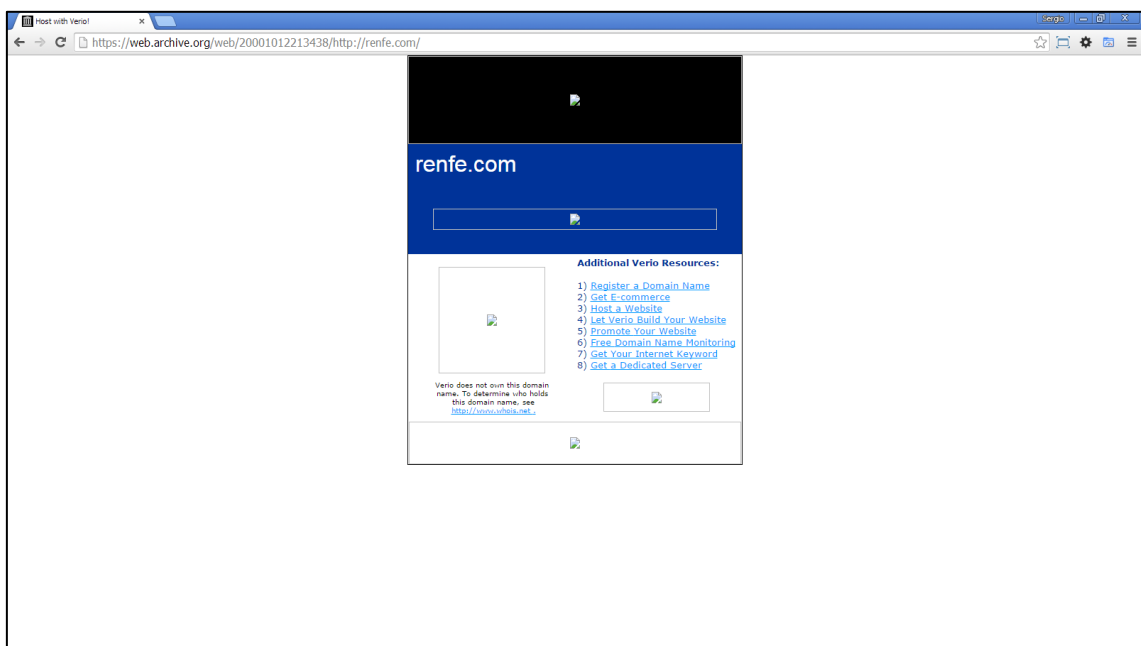 Host with Verio!
Sergio
https://web.archive.org/web/20001012213438/http://renfe.com/
renfe.com
Additional Verio Resources:
1) Register a Domain Name
2) Get E-commerce
3) Host a Website
4) Let Verio Build Your Website
5) Promote Your Website
6) Free Domain Name Monitoring
7) Get Your Internet Keyword
8) Get a Dedicated Server
Verio does not own this domain
name. To determine who holds
this domain name, see
http://www.whois.net .